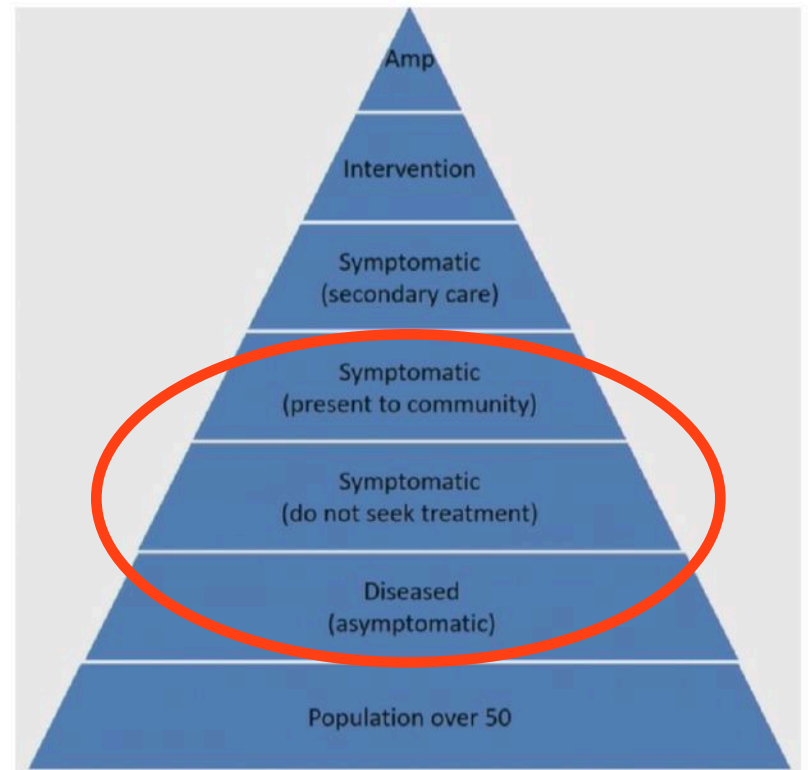 Amp
Intervention
Symptomatic
(secondary care)
Symptomatic
(present to community)
Symptomatic
(do not seek treatment)
Diseased
(asymptomatic)
Population over 50